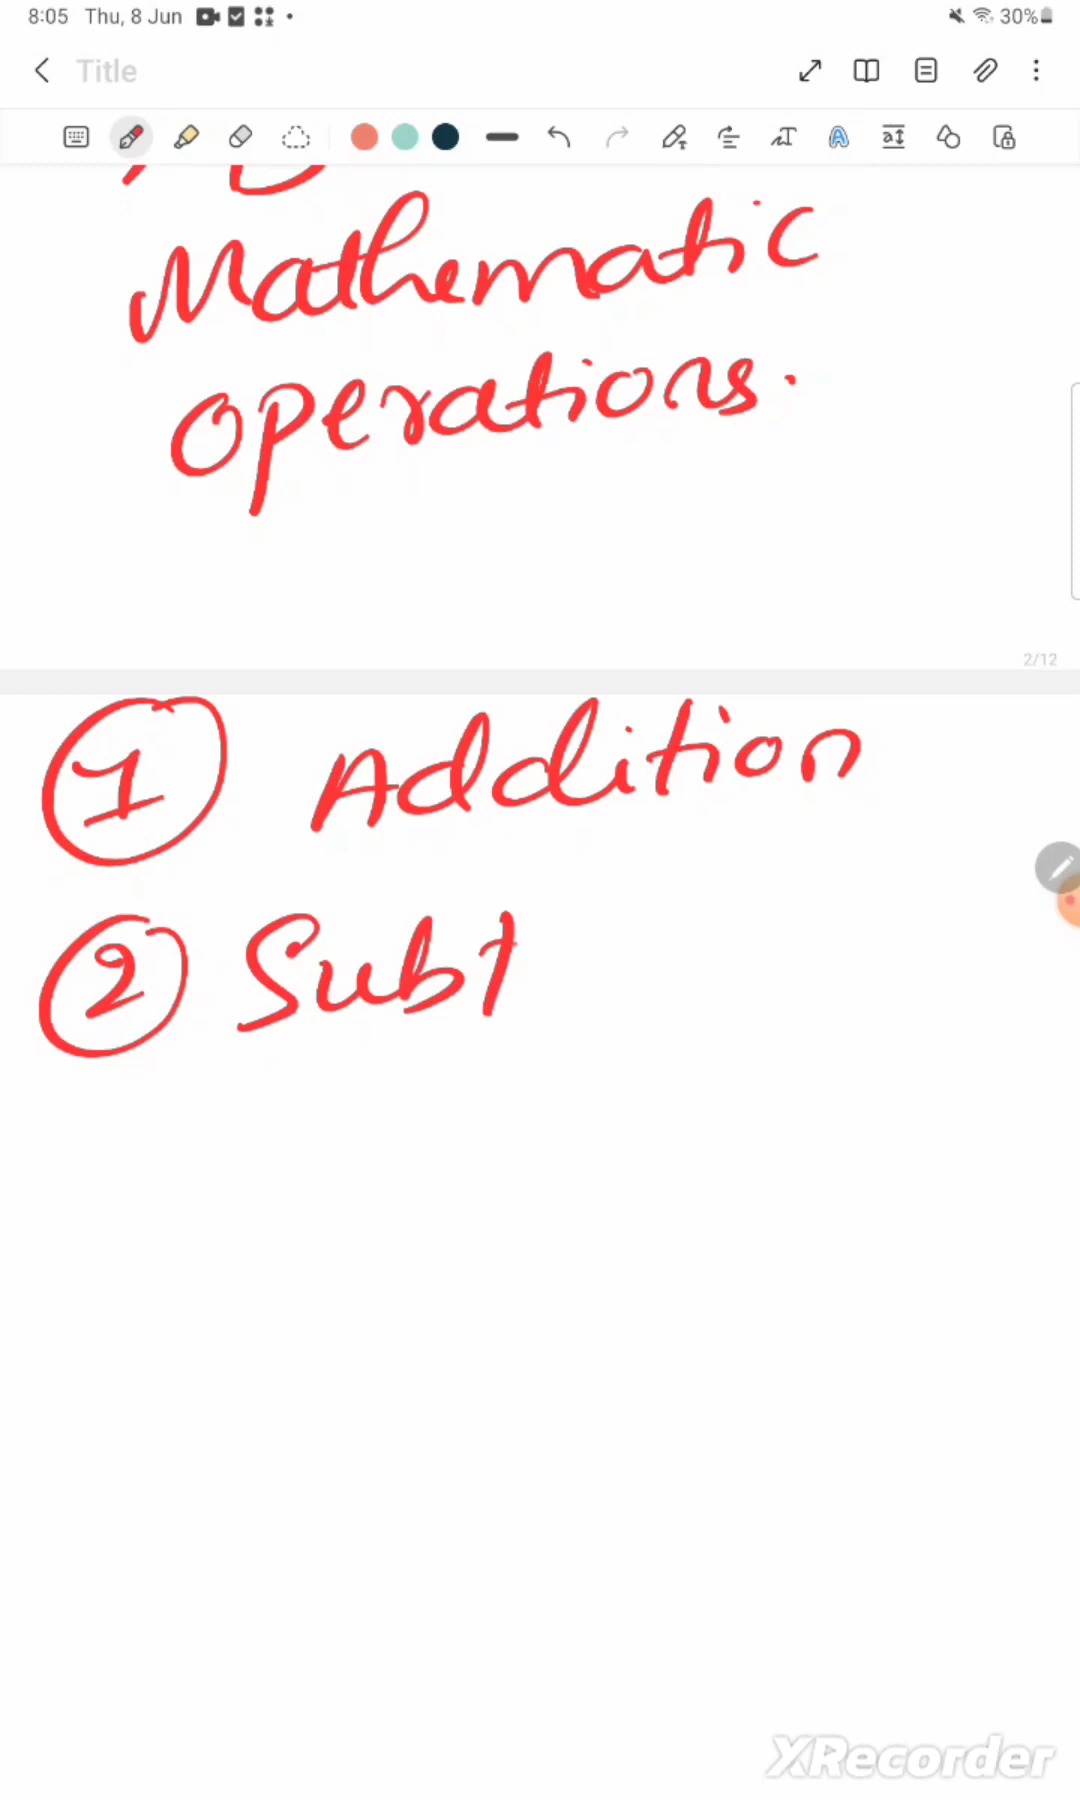 8:05 Thu, 8 Jun 30%
Title
Mathematic
operations.
2/12
1 Addition
2 Subt
XRecorder